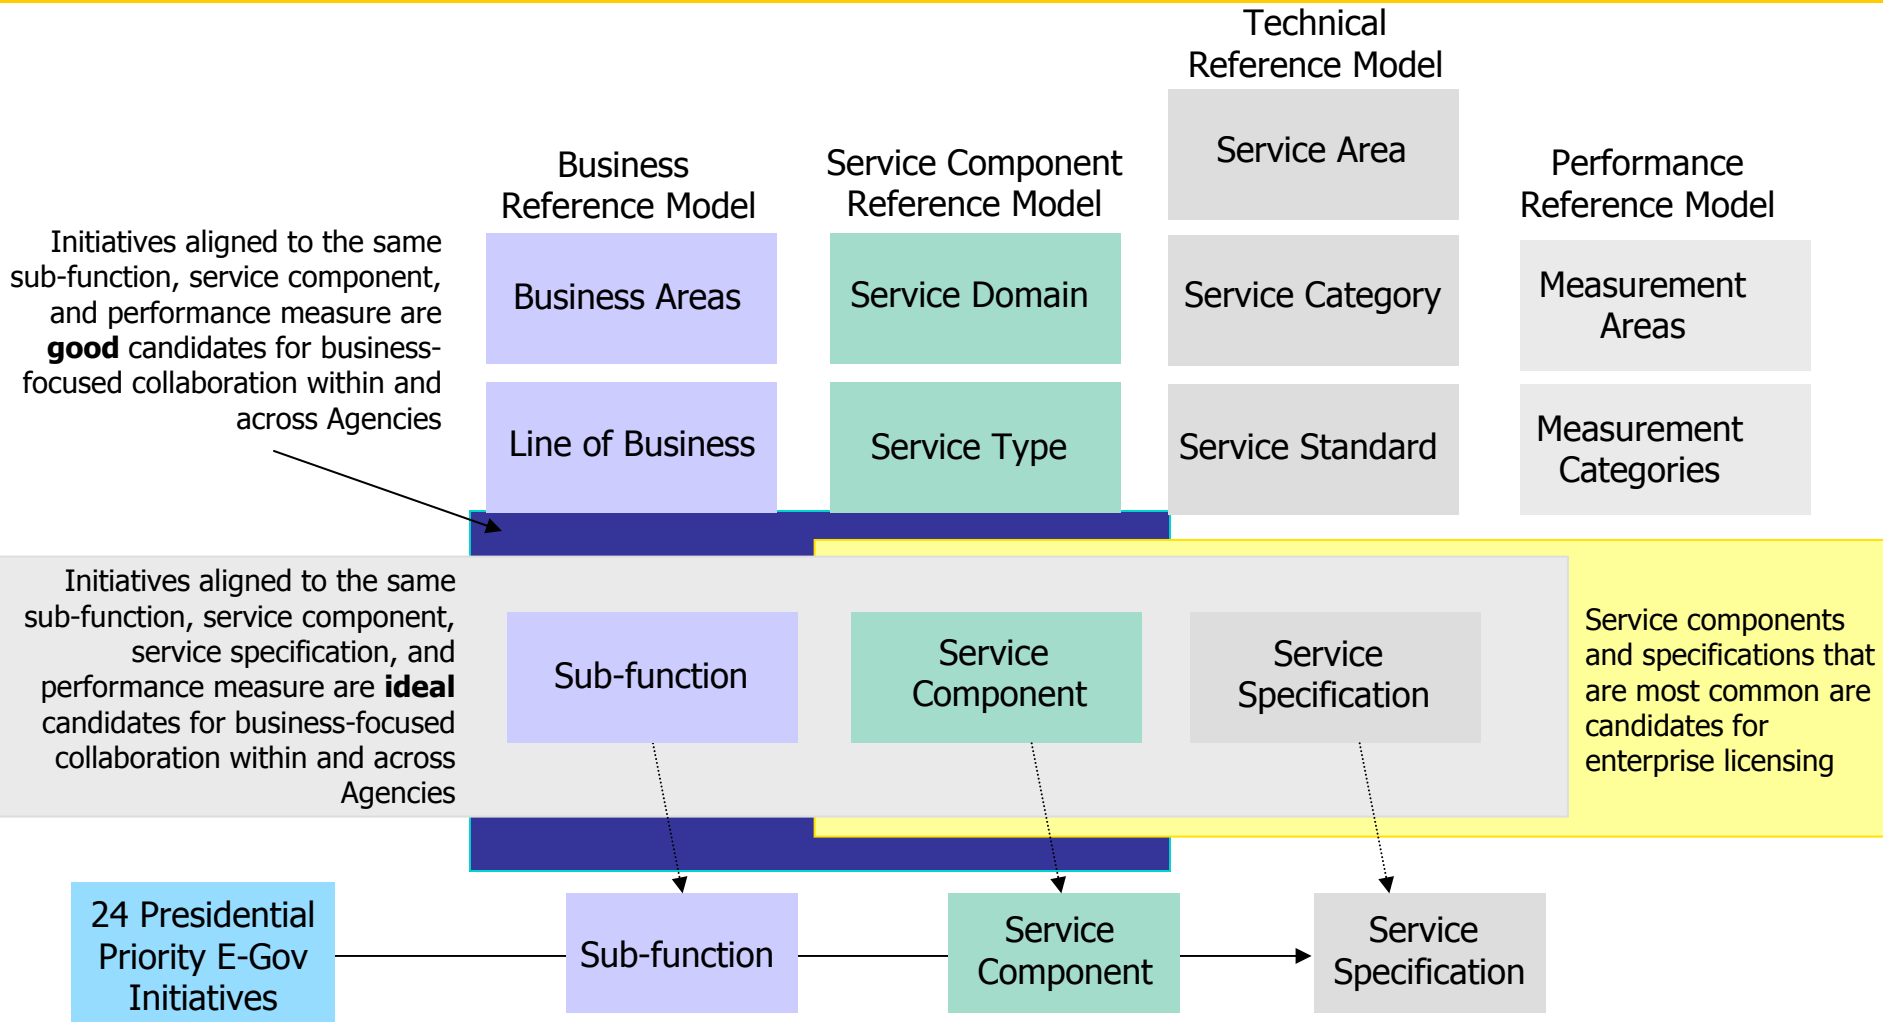 Technical
Reference Model
Service Area
Service Category
Service Standard
Business
Reference Model
Business Areas
Line of Business
Service Component
Reference Model
Service Domain
Service Type
Performance
Reference Model
Measurement
Areas
Measurement
Categories
Initiatives aligned to the same
sub-function, service component,
and performance measure are
good candidates for business-
focused collaboration within and
across Agencies
Initiatives aligned to the same
sub-function, service component,
service specification, and
performance measure are ideal
candidates for business-focused
collaboration within and across
Agencies
Sub-function
Service
Component
Service
Specification
Service components
and specifications that
are most common are
candidates for
enterprise licensing
24 Presidential
Priority E-Gov
Initiatives
Sub-function
Service
Component
Service
Specification